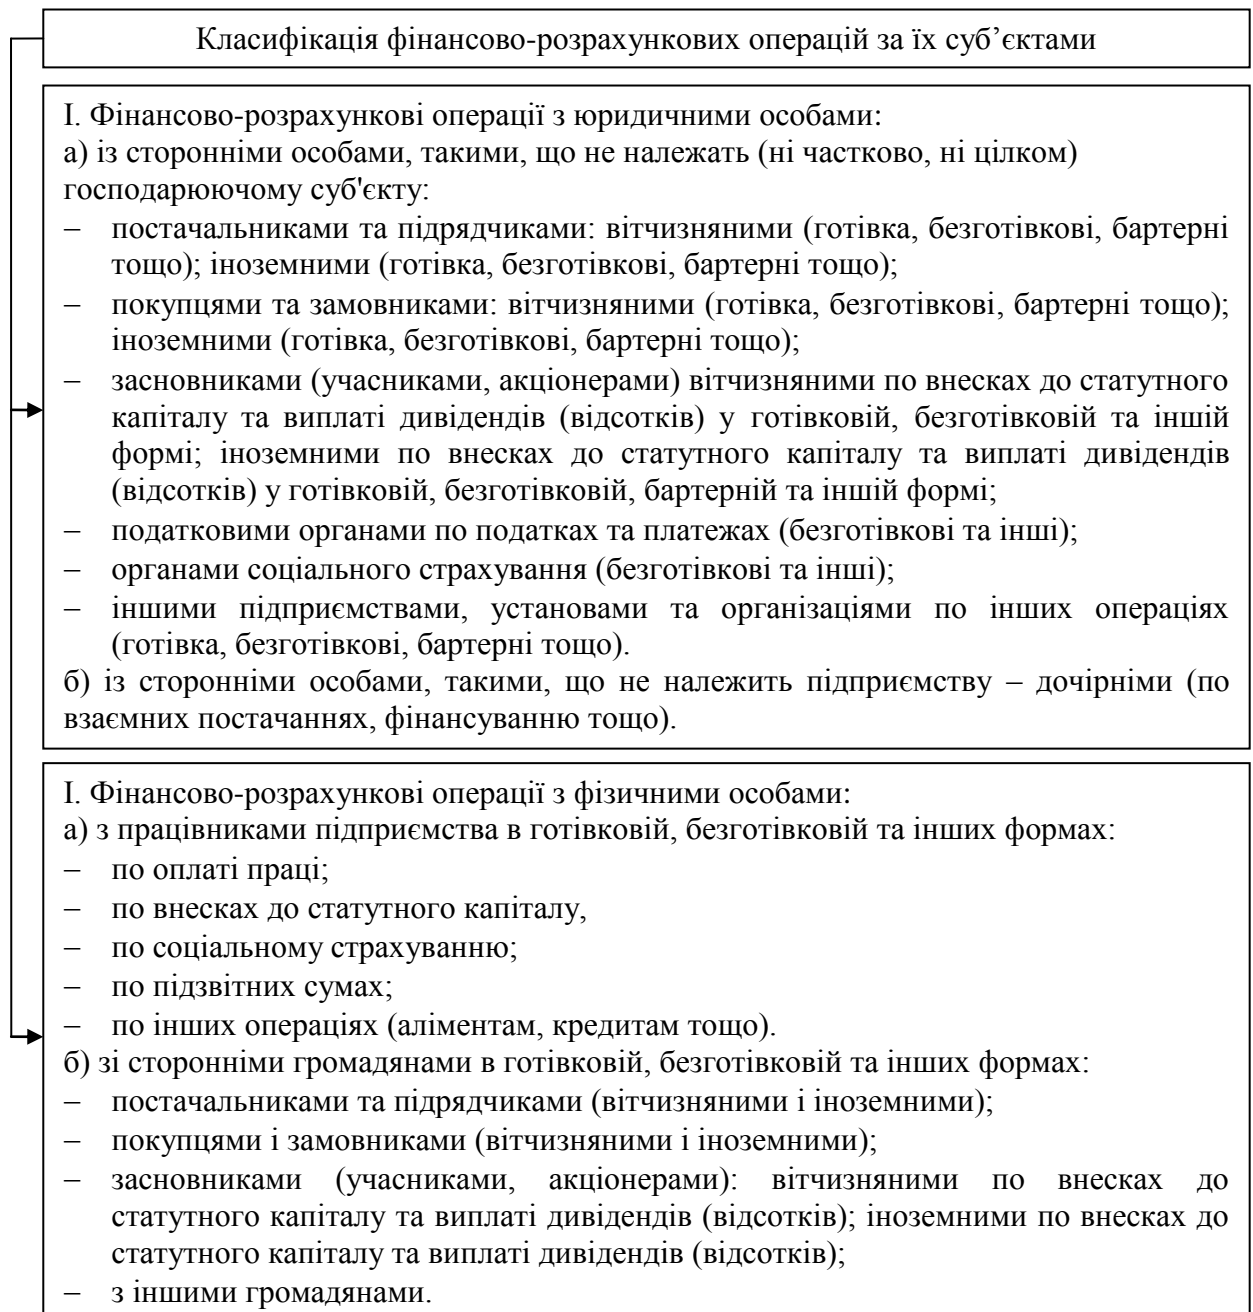 Класифікація фінансово-розрахункових операцій за їх суб’єктами
І. Фінансово-розрахункові операції з юридичними особами:
а) із сторонніми особами, такими, що не належать (ні частково, ні цілком)
господарюючому суб'єкту:
− постачальниками та підрядчиками: вітчизняними (готівка, безготівкові, бартерні
тощо); іноземними (готівка, безготівкові, бартерні тощо);
− покупцями та замовниками: вітчизняними (готівка, безготівкові, бартерні тощо);
іноземними (готівка, безготівкові, бартерні тощо);
− засновниками (учасниками, акціонерами) вітчизняними по внесках до статутного
капіталу та виплаті дивідендів (відсотків) у готівковій, безготівковій та іншій
формі; іноземними по внесках до статутного капіталу та виплаті дивідендів
(відсотків) у готівковій, безготівковій, бартерній та іншій формі;
− податковими органами по податках та платежах (безготівкові та інші);
− органами соціального страхування (безготівкові та інші);
− іншими підприємствами, установами та організаціями по інших операціях
(готівка, безготівкові, бартерні тощо).
б) із сторонніми особами, такими, що не належить підприємству – дочірніми (по
взаємних постачаннях, фінансуванню тощо).
І. Фінансово-розрахункові операції з фізичними особами:
а) з працівниками підприємства в готівковій, безготівковій та інших формах:
− по оплаті праці;
− по внесках до статутного капіталу,
− по соціальному страхуванню;
− по підзвітних сумах;
− по інших операціях (аліментам, кредитам тощо).
б) зі сторонніми громадянами в готівковій, безготівковій та інших формах:
− постачальниками та підрядчиками (вітчизняними і іноземними);
− покупцями і замовниками (вітчизняними і іноземними);
− засновниками (учасниками, акціонерами): вітчизняними по внесках до
статутного капіталу та виплаті дивідендів (відсотків); іноземними по внесках до
статутного капіталу та виплаті дивідендів (відсотків);
− з іншими громадянами.